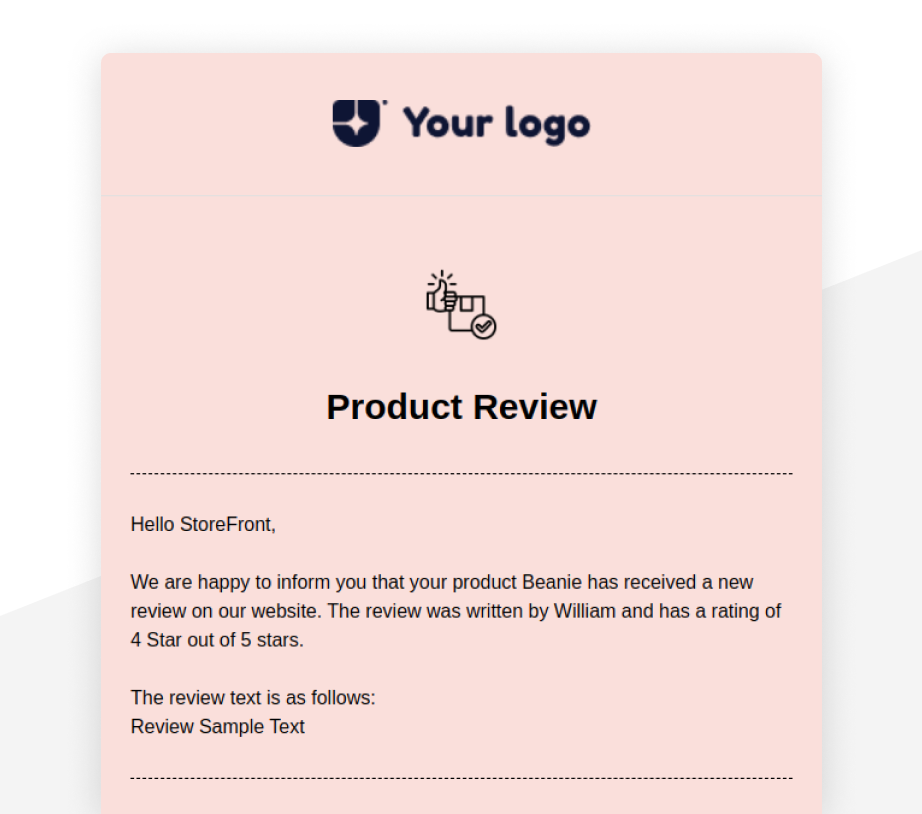 Your logo
Product Review
Hello StoreFront,
We are happy to inform you that your product Beanie has received a new
review on our website. The review was written by William and has a rating of
4 Star out of 5 stars.
The review text is as follows:
Review Sample Text